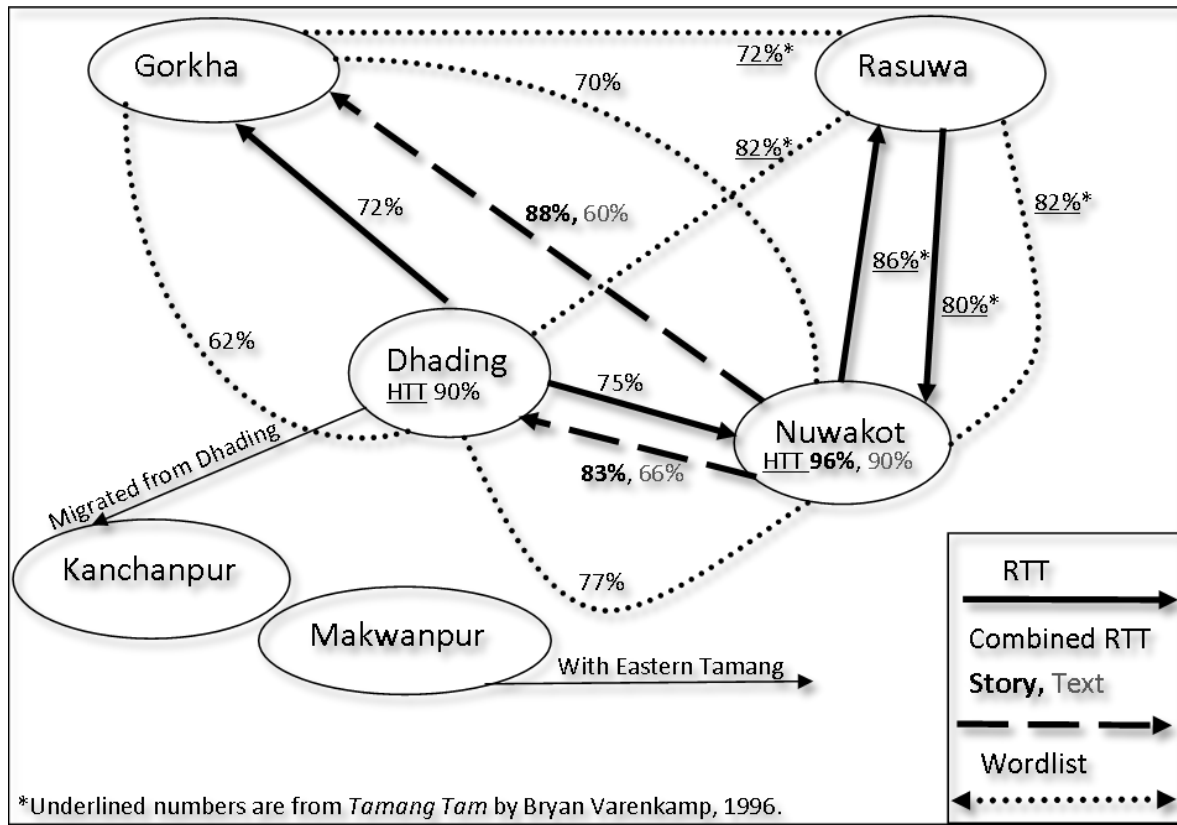 Gorkha
Rasuwa
72%*
70%
82%*
72%
88%, 60%
82%*
86%*
80%*
62%
Dhading
HTT 90%
75%
Nuwakot
HTT 96%, 90%
83%, 66%
Migrated from Dhading
Kanchanpur
77%
Makwanpur
With Eastern Tamang
RTT
Combined RTT
Story, Text
Wordlist
*Underlined numbers are from Tamang Tam by Bryan Varenkamp, 1996.